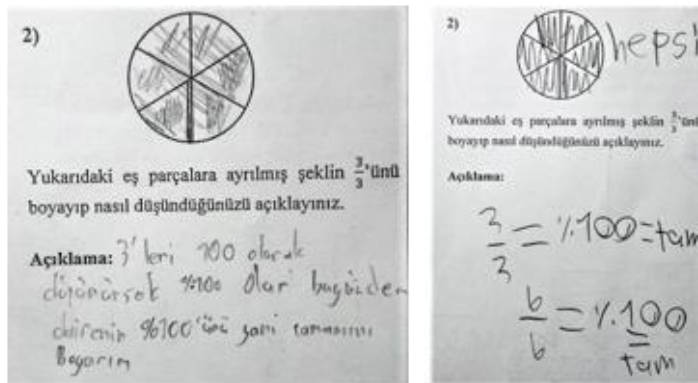 2)
Yukarıdaki eş parçalara ayrılmış şeklin 3/3'ünü
boyayıp nasıl düşündüğünüzü açıklayınız.
Açıklama: 3'leri 100 olarak
düşünürsek %100 olur bugüzden
dairenin %100'ünü yani tamamını
Boyarım
2)
hepsi
Yukarıdaki eş parçalara ayrılmış şeklin 3/3'ünü
boyayıp nasıl düşündüğünüzü açıklayınız.
Açıklama:
3/3 = %100 = tam
6/6 = %100
= tam